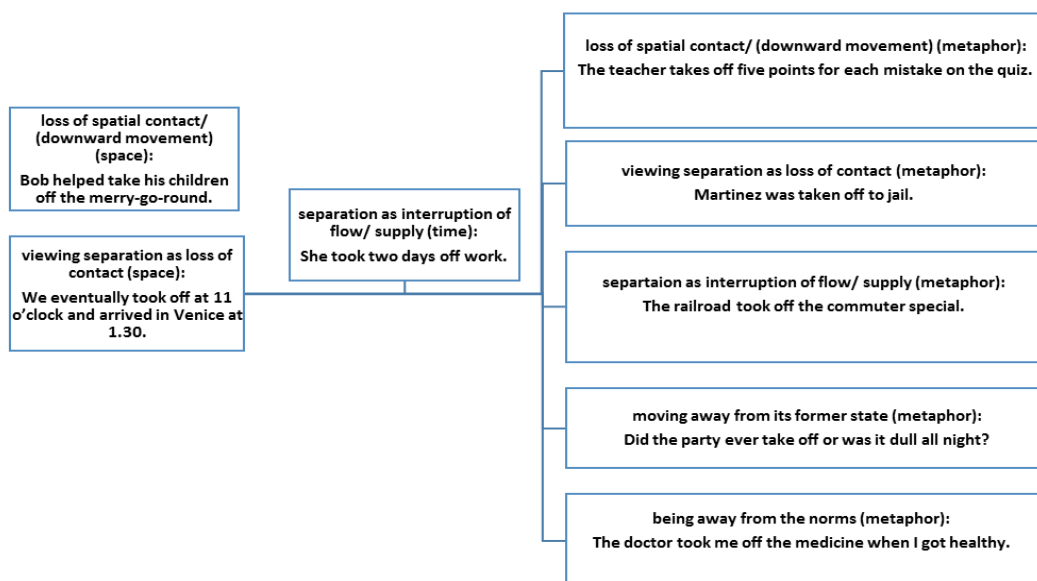 loss of spatial contact/
(downward movement)
(space):
Bob helped take his children
off the merry-go-round.
viewing separation as loss of
contact (space):
We eventually took off at 11
o’clock and arrived in Venice at
1.30.
separation as interruption of
flow/ supply (time):
She took two days off work.
loss of spatial contact/ (downward movement) (metaphor):
The teacher takes off five points for each mistake on the quiz.
viewing separation as loss of contact (metaphor):
Martinez was taken off to jail.
separtaion as interruption of flow/ supply (metaphor):
The railroad took off the commuter special.
moving away from its former state (metaphor):
Did the party ever take off or was it dull all night?
being away from the norms (metaphor):
The doctor took me off the medicine when I got healthy.